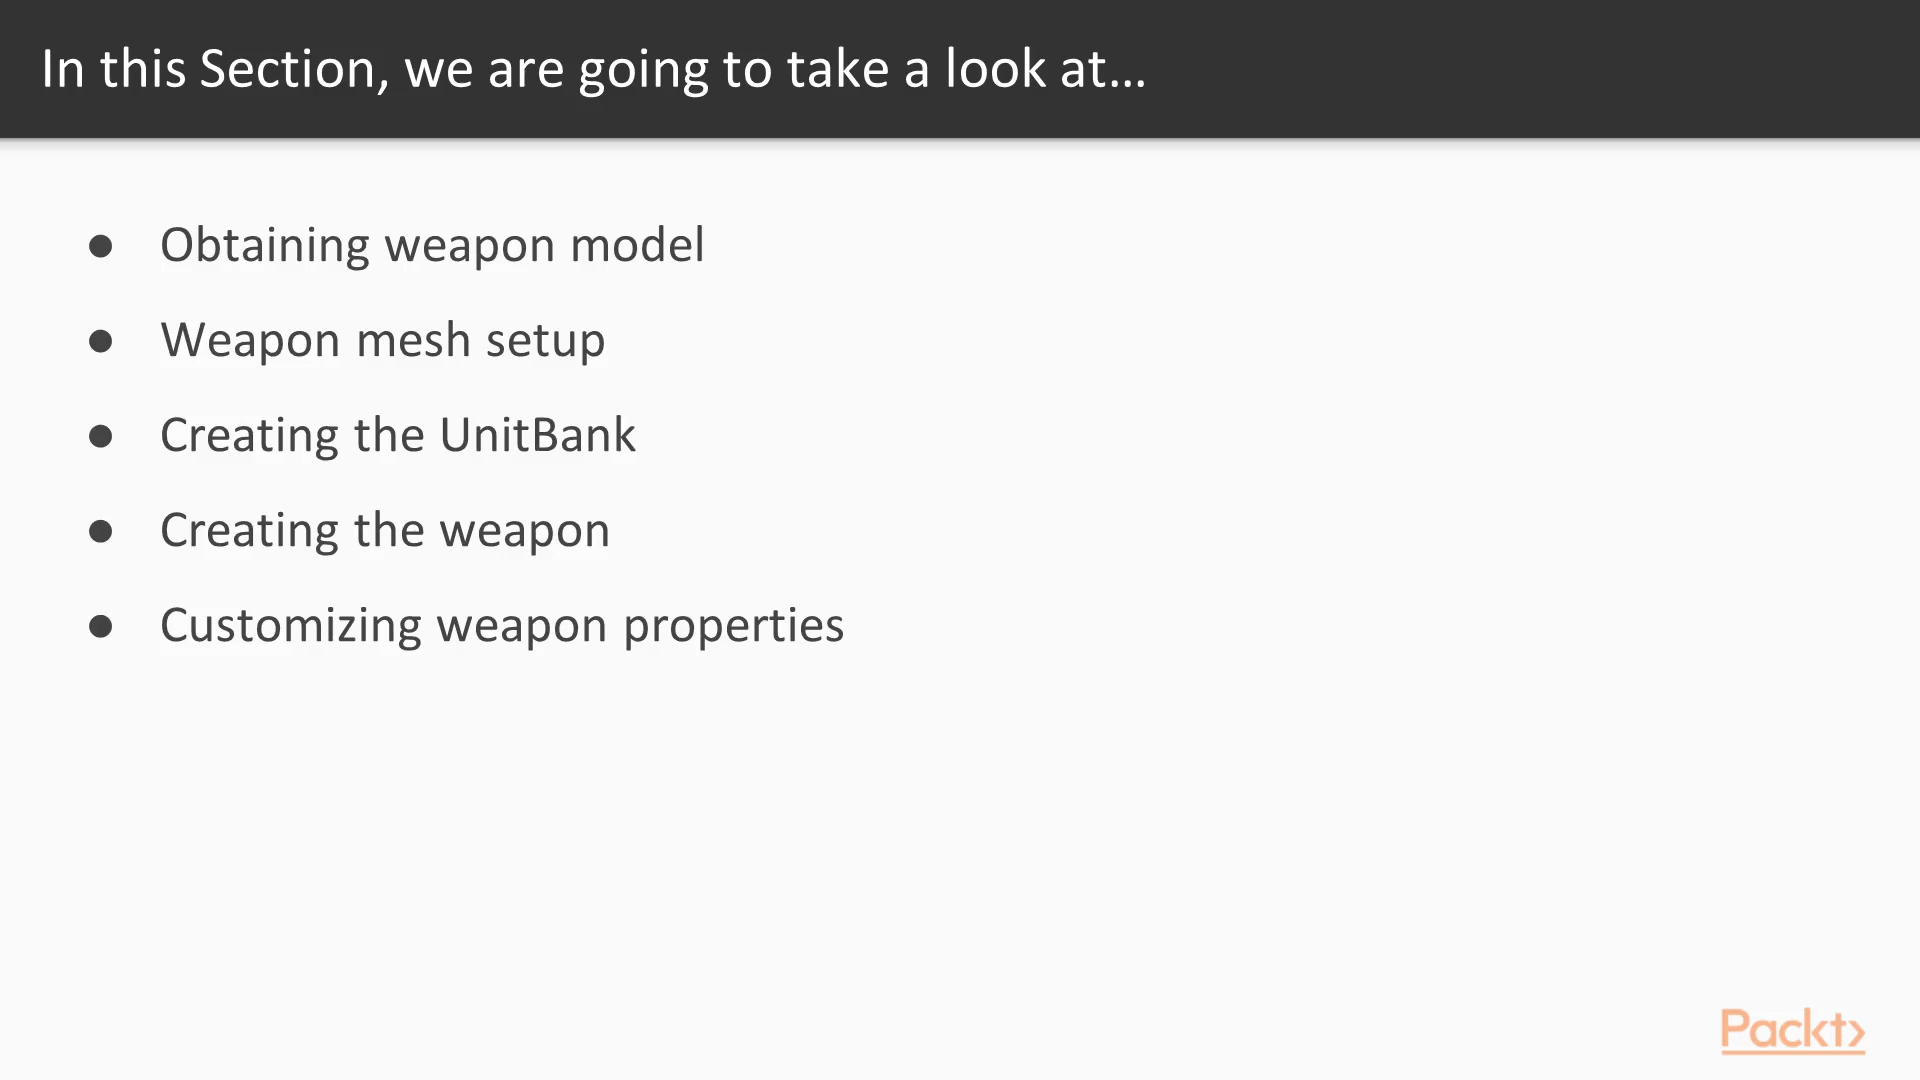 In this Section, we are going to take a look at...
● Obtaining weapon model
● Weapon mesh setup
● Creating the UnitBank
● Creating the weapon
● Customizing weapon properties
Packt>